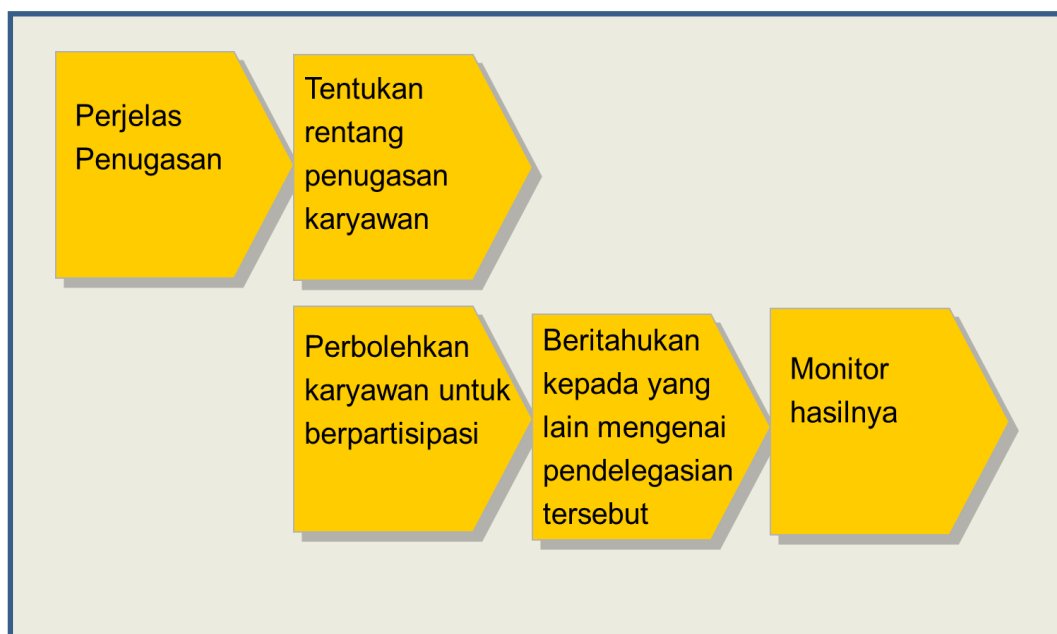 Perjelas
Penugasan
Tentukan
rentang
penugasan
karyawan
Perbolehkan
karyawan untuk
berpartisipasi
Beritahukan
kepada yang
lain mengenai
pendelegasian
tersebut
Monitor
hasilnya